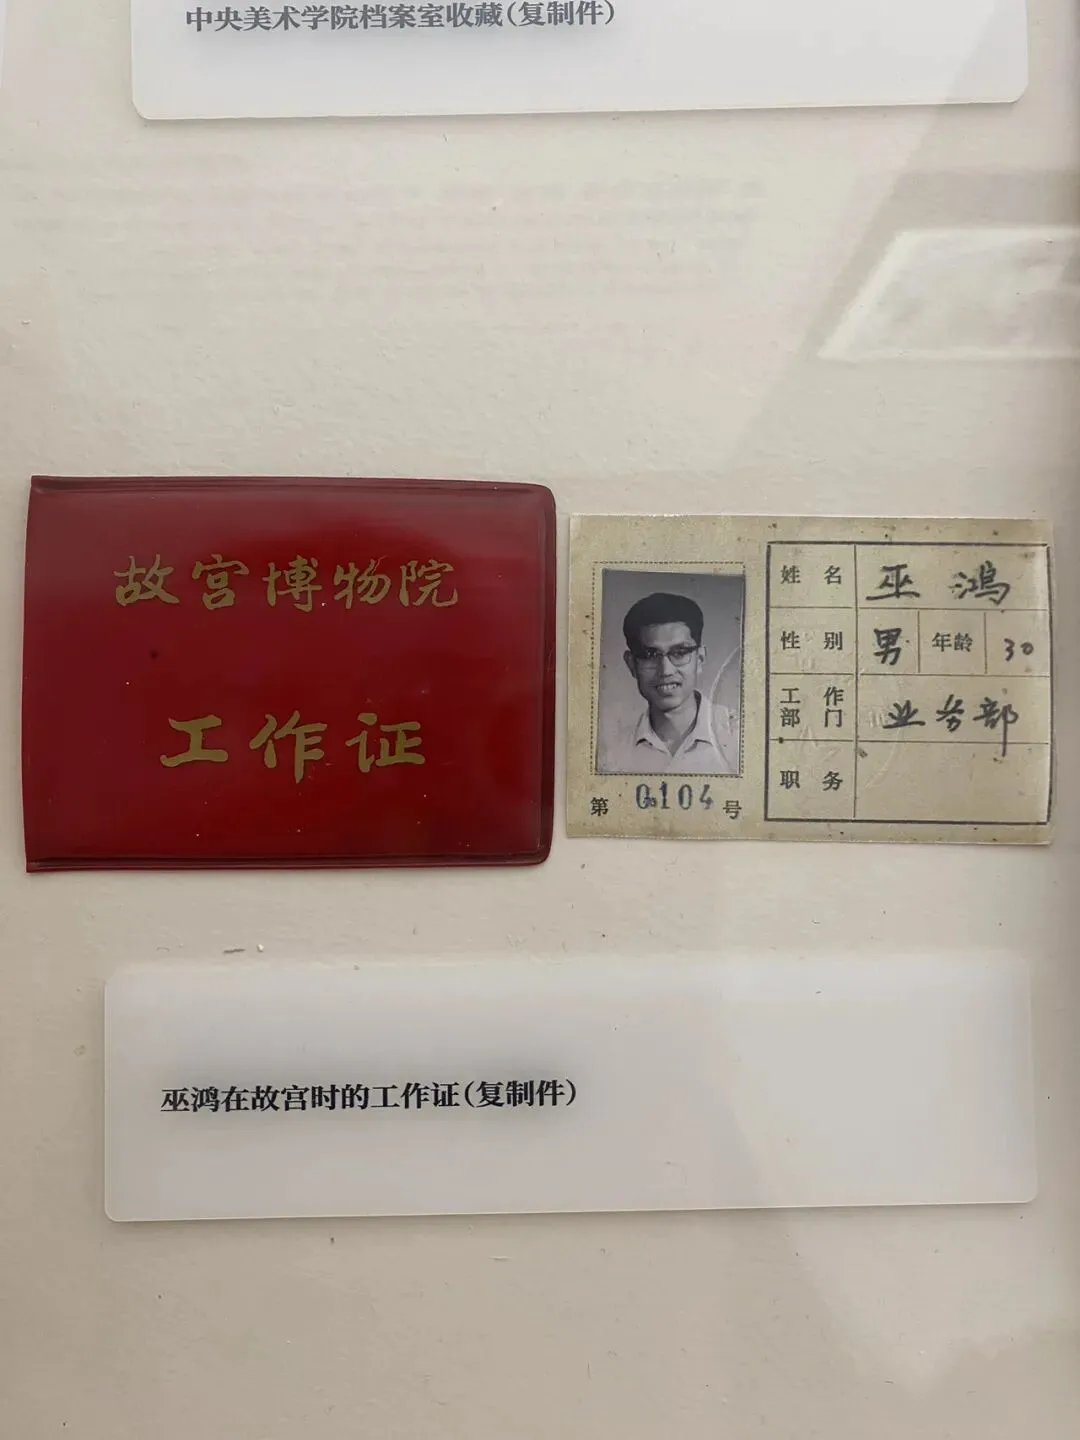 中央美术学院档案室收藏(复制件)
故宫博物院
工作证
姓名 巫鸿
性别 男 年龄 30
工作部门 业务部
职务
第 0104 号
巫鸿在故宫时的工作证(复制件)